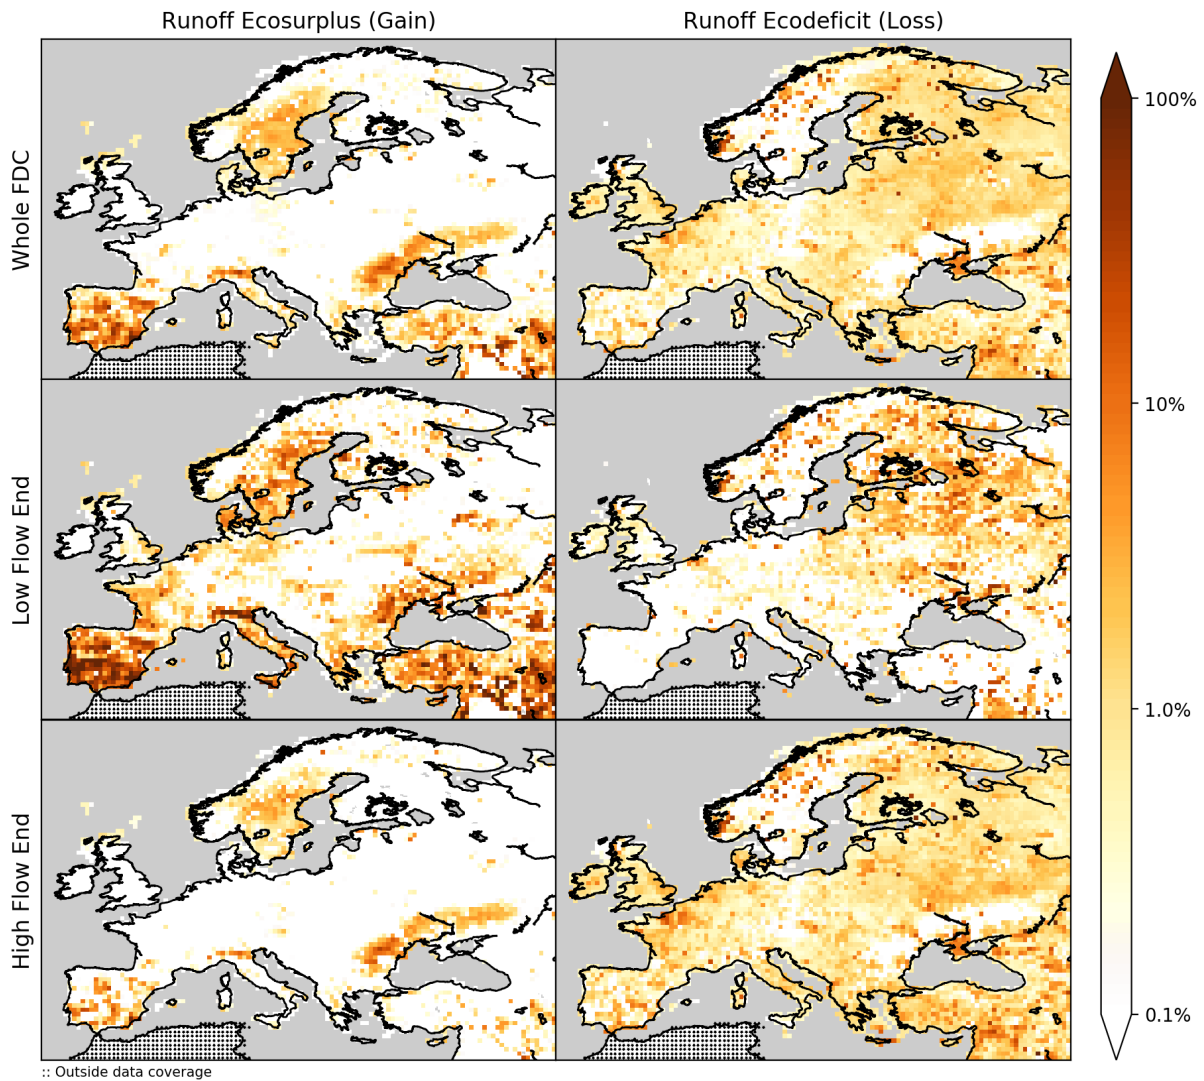 Runoff Ecosurplus (Gain)
Runoff Ecodeficit (Loss)
Whole FDC
Low Flow End
High Flow End
100%
10%
1.0%
0.1%
:: Outside data coverage